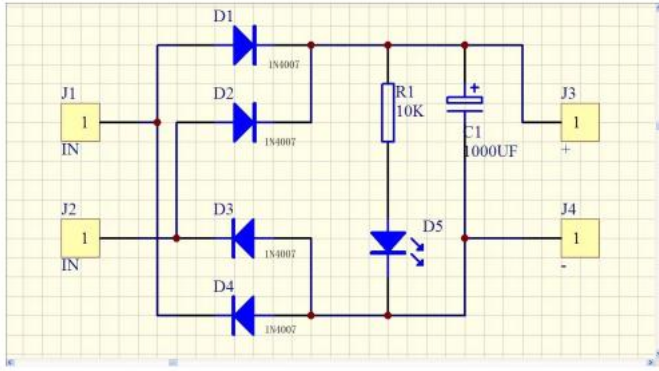 D1
1N4007
J1
1
IN
D2
1N4007
R1
10K
+
C1
1000UF
J3
1
+
J2
1
IN
D3
1N4007
D5
J4
1
-
D4
1N4007